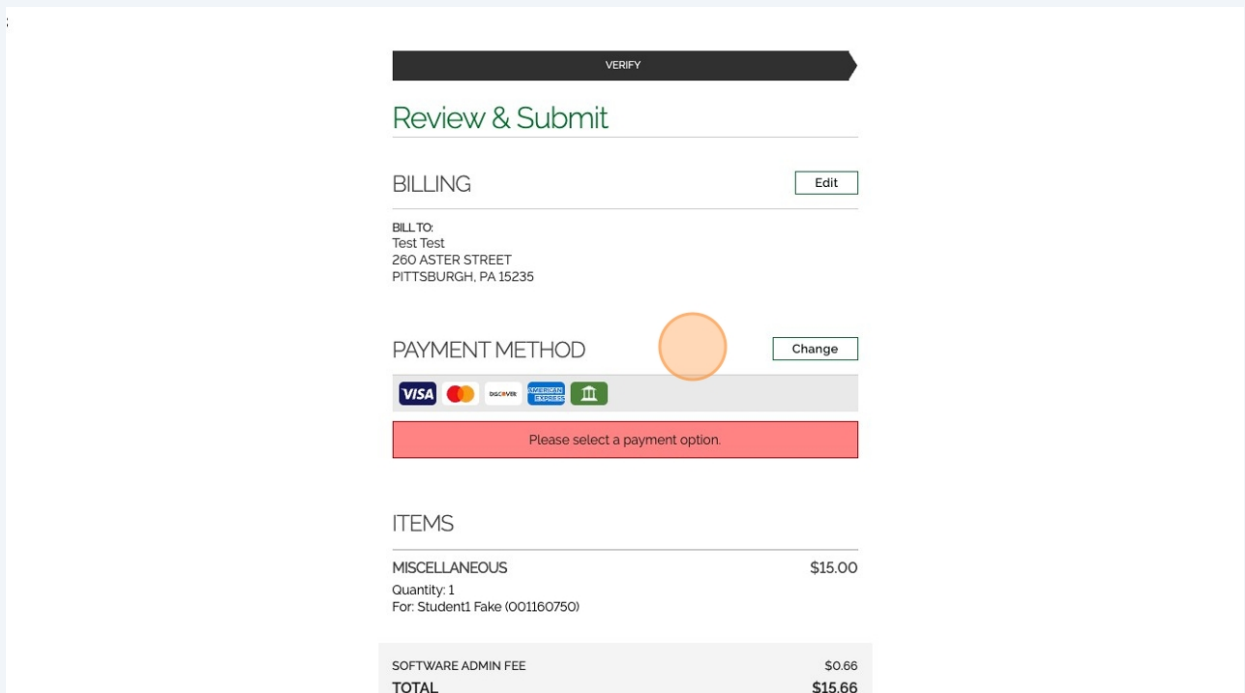 VERIFY
Review & Submit
BILLING
Edit
BILL TO:
Test Test
260 ASTER STREET
PITTSBURGH, PA 15235
PAYMENT METHOD
Change
VISA DISCOVER AMERICAN EXPRESS
Please select a payment option.
ITEMS
MISCELLANEOUS $15.00
Quantity: 1
For: Student1 Fake (001160750)
SOFTWARE ADMIN FEE $0.66
TOTAL $15.66